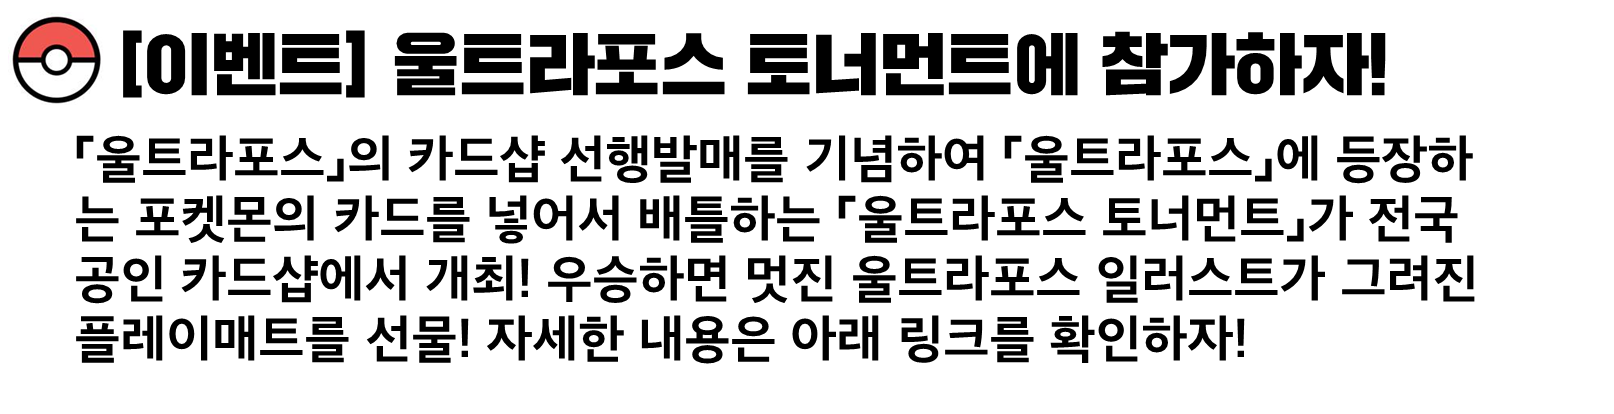 [이벤트] 울트라포스 토너먼트에 참가하자!
「울트라포스」의 카드샵 선행발매를 기념하여 「울트라포스」에 등장하
는 포켓몬의 카드를 넣어서 배틀하는 「울트라포스 토너먼트」가 전국
공인 카드샵에서 개최! 우승하면 멋진 울트라포스 일러스트가 그려진
플레이매트를 선물! 자세한 내용은 아래 링크를 확인하자!